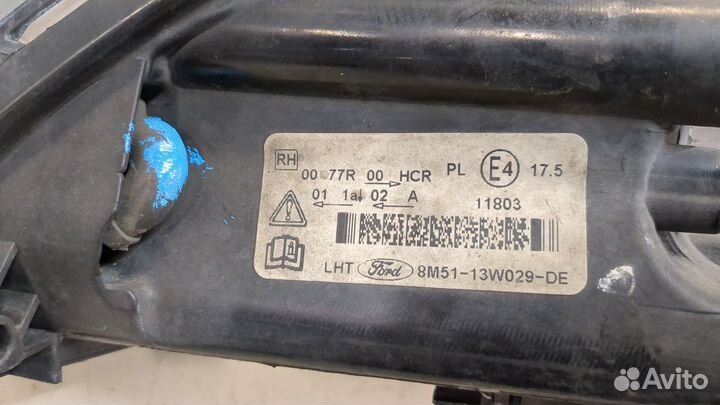 RH 00 77R 00 HCR PL E4 17.5
01 1a 02 A 11803
LHT Ford 8M51-13W029-DE
Avito